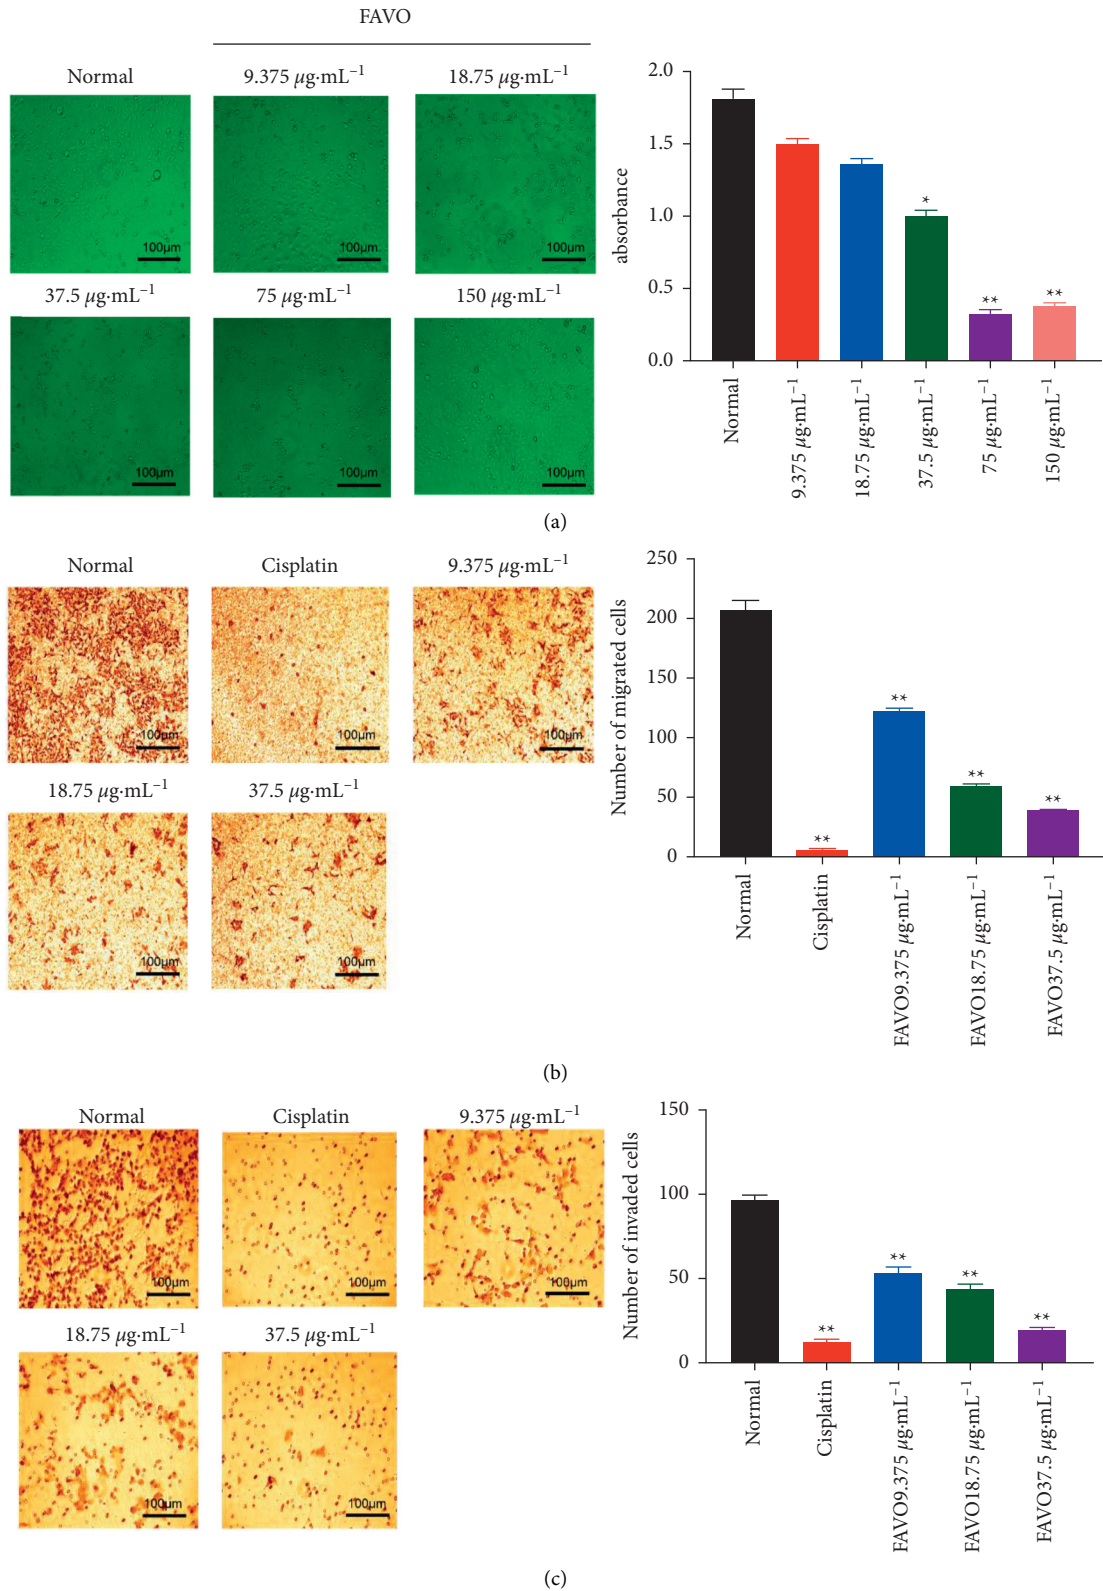 FAVO
Normal
9.375 μg·mL⁻¹
18.75 μg·mL⁻¹
100μm
100μm
100μm
37.5 μg·mL⁻¹
75 μg·mL⁻¹
150 μg·mL⁻¹
100μm
100μm
100μm
absorbance
2.0
1.5
1.0
0.5
0.0
*
**
**
Normal
9.375 μg·mL⁻¹
18.75 μg·mL⁻¹
37.5 μg·mL⁻¹
75 μg·mL⁻¹
150 μg·mL⁻¹
(a)
Normal
Cisplatin
9.375 μg·mL⁻¹
100μm
100μm
100μm
18.75 μg·mL⁻¹
37.5 μg·mL⁻¹
100μm
100μm
Number of migrated cells
250
200
150
100
50
0
**
**
**
**
Normal
Cisplatin
FAVO9.375 μg·mL⁻¹
FAVO18.75 μg·mL⁻¹
FAVO37.5 μg·mL⁻¹
(b)
Normal
Cisplatin
9.375 μg·mL⁻¹
100μm
100μm
100μm
18.75 μg·mL⁻¹
37.5 μg·mL⁻¹
100μm
100μm
Number of invaded cells
150
100
50
0
**
**
**
**
Normal
Cisplatin
FAVO9.375 μg·mL⁻¹
FAVO18.75 μg·mL⁻¹
FAVO37.5 μg·mL⁻¹
(c)